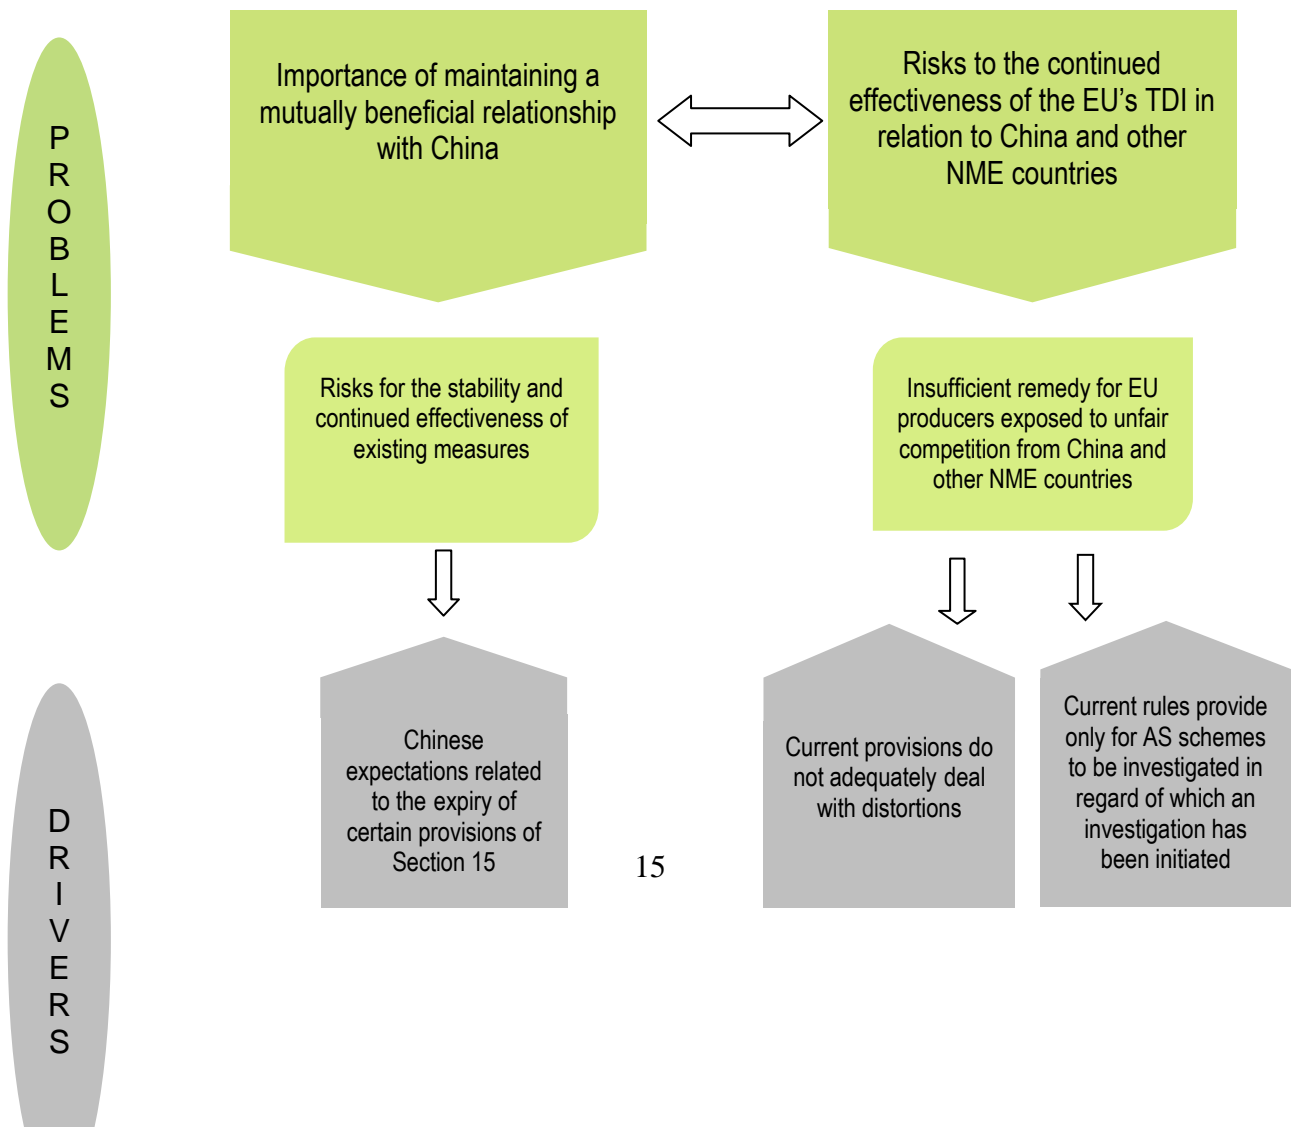 PROBLEMS
Importance of maintaining a
mutually beneficial relationship
with China
Risks to the continued
effectiveness of the EU’s TDI in
relation to China and other
NME countries
Risks for the stability and
continued effectiveness of
existing measures
Insufficient remedy for EU
producers exposed to unfair
competition from China and
other NME countries
DRIVERS
Chinese
expectations related
to the expiry of
certain provisions of
Section 15
Current provisions do
not adequately deal
with distortions
Current rules provide
only for AS schemes
to be investigated in
regard of which an
investigation has
been initiated
15